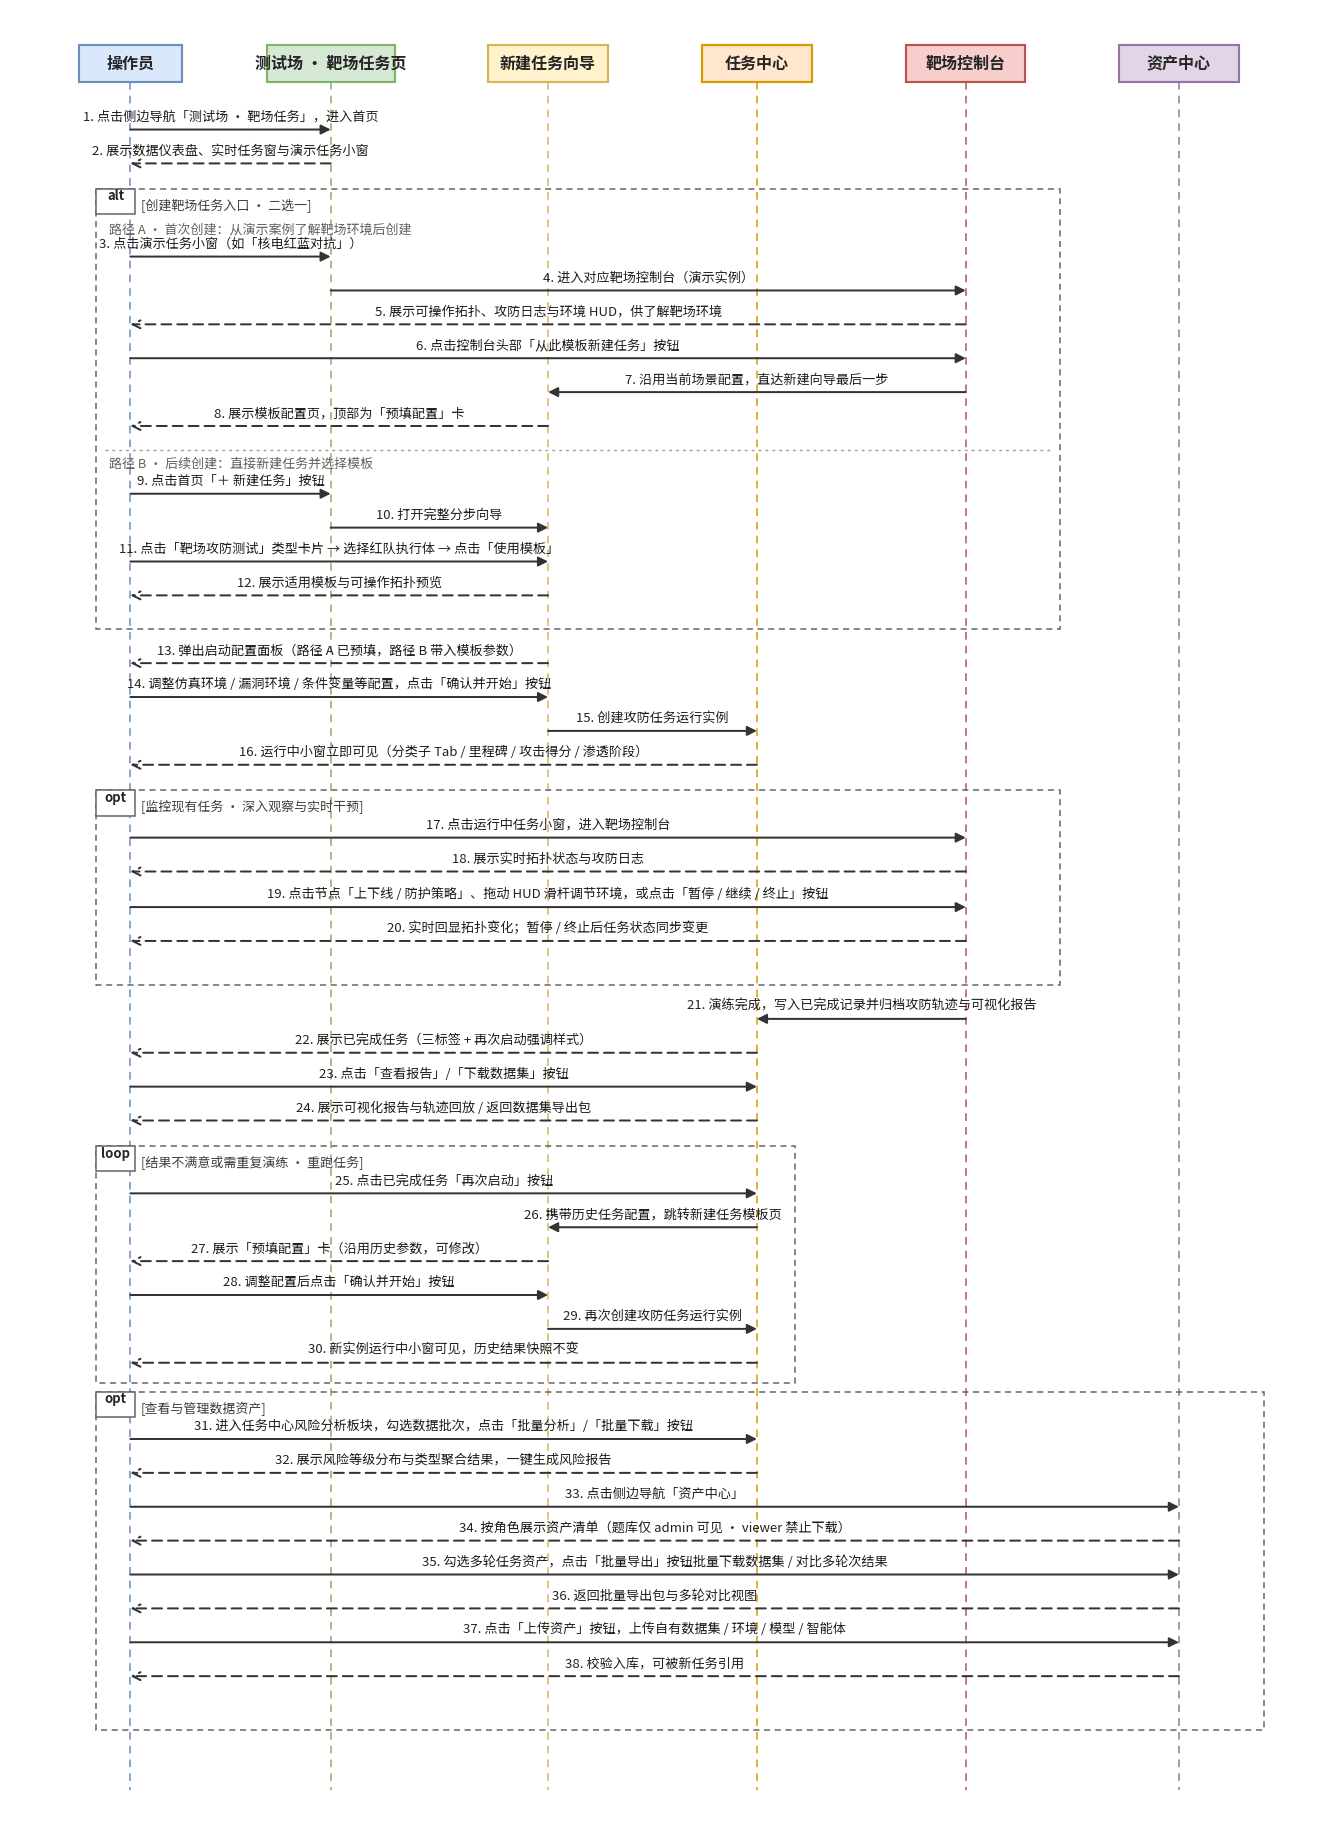 操作员
测试场 · 靶场任务页
新建任务向导
任务中心
靶场控制台
资产中心
1. 点击侧边导航「测试场 · 靶场任务」，进入首页
2. 展示数据仪表盘、实时任务窗与演示任务小窗
alt
[创建靶场任务入口 · 二选一]
路径 A · 首次创建：从演示案例了解靶场环境后创建
3. 点击演示任务小窗（如「核电红蓝对抗」）
4. 进入对应靶场控制台（演示实例）
5. 展示可操作拓扑、攻防日志与环境 HUD，供了解靶场环境
6. 点击控制台头部「从此模板新建任务」按钮
7. 沿用当前场景配置，直达新建向导最后一步
8. 展示模板配置页，顶部为「预填配置」卡
路径 B · 后续创建：直接新建任务并选择模板
9. 点击首页「＋ 新建任务」按钮
10. 打开完整分步向导
11. 点击「靶场攻防测试」类型卡片 → 选择红队执行体 → 点击「使用模板」
12. 展示适用模板与可操作拓扑预览
13. 弹出启动配置面板（路径 A 已预填，路径 B 带入模板参数）
14. 调整仿真环境 / 漏洞环境 / 条件变量等配置，点击「确认并开始」按钮
15. 创建攻防任务运行实例
16. 运行中小窗立即可见（分类子 Tab / 里程碑 / 攻击得分 / 渗透阶段）
opt
[监控现有任务 · 深入观察与实时干预]
17. 点击运行中任务小窗，进入靶场控制台
18. 展示实时拓扑状态与攻防日志
19. 点击节点「上下线 / 防护策略」、拖动 HUD 滑杆调节环境，或点击「暂停 / 继续 / 终止」按钮
20. 实时回显拓扑变化；暂停 / 终止后任务状态同步变更
21. 演练完成，写入已完成记录并归档攻防轨迹与可视化报告
22. 展示已完成任务（三标签 + 再次启动强调样式）
23. 点击「查看报告」/「下载数据集」按钮
24. 展示可视化报告与轨迹回放 / 返回数据集导出包
loop
[结果不满意或需重复演练 · 重跑任务]
25. 点击已完成任务「再次启动」按钮
26. 携带历史任务配置，跳转新建任务模板页
27. 展示「预填配置」卡（沿用历史参数，可修改）
28. 调整配置后点击「确认并开始」按钮
29. 再次创建攻防任务运行实例
30. 新实例运行中小窗可见，历史结果快照不变
opt
[查看与管理数据资产]
31. 进入任务中心风险分析板块，勾选数据批次，点击「批量分析」/「批量下载」按钮
32. 展示风险等级分布与类型聚合结果，一键生成风险报告
33. 点击侧边导航「资产中心」
34. 按角色展示资产清单（题库仅 admin 可见 · viewer 禁止下载）
35. 勾选多轮任务资产，点击「批量导出」按钮批量下载数据集 / 对比多轮次结果
36. 返回批量导出包与多轮对比视图
37. 点击「上传资产」按钮，上传自有数据集 / 环境 / 模型 / 智能体
38. 校验入库，可被新任务引用